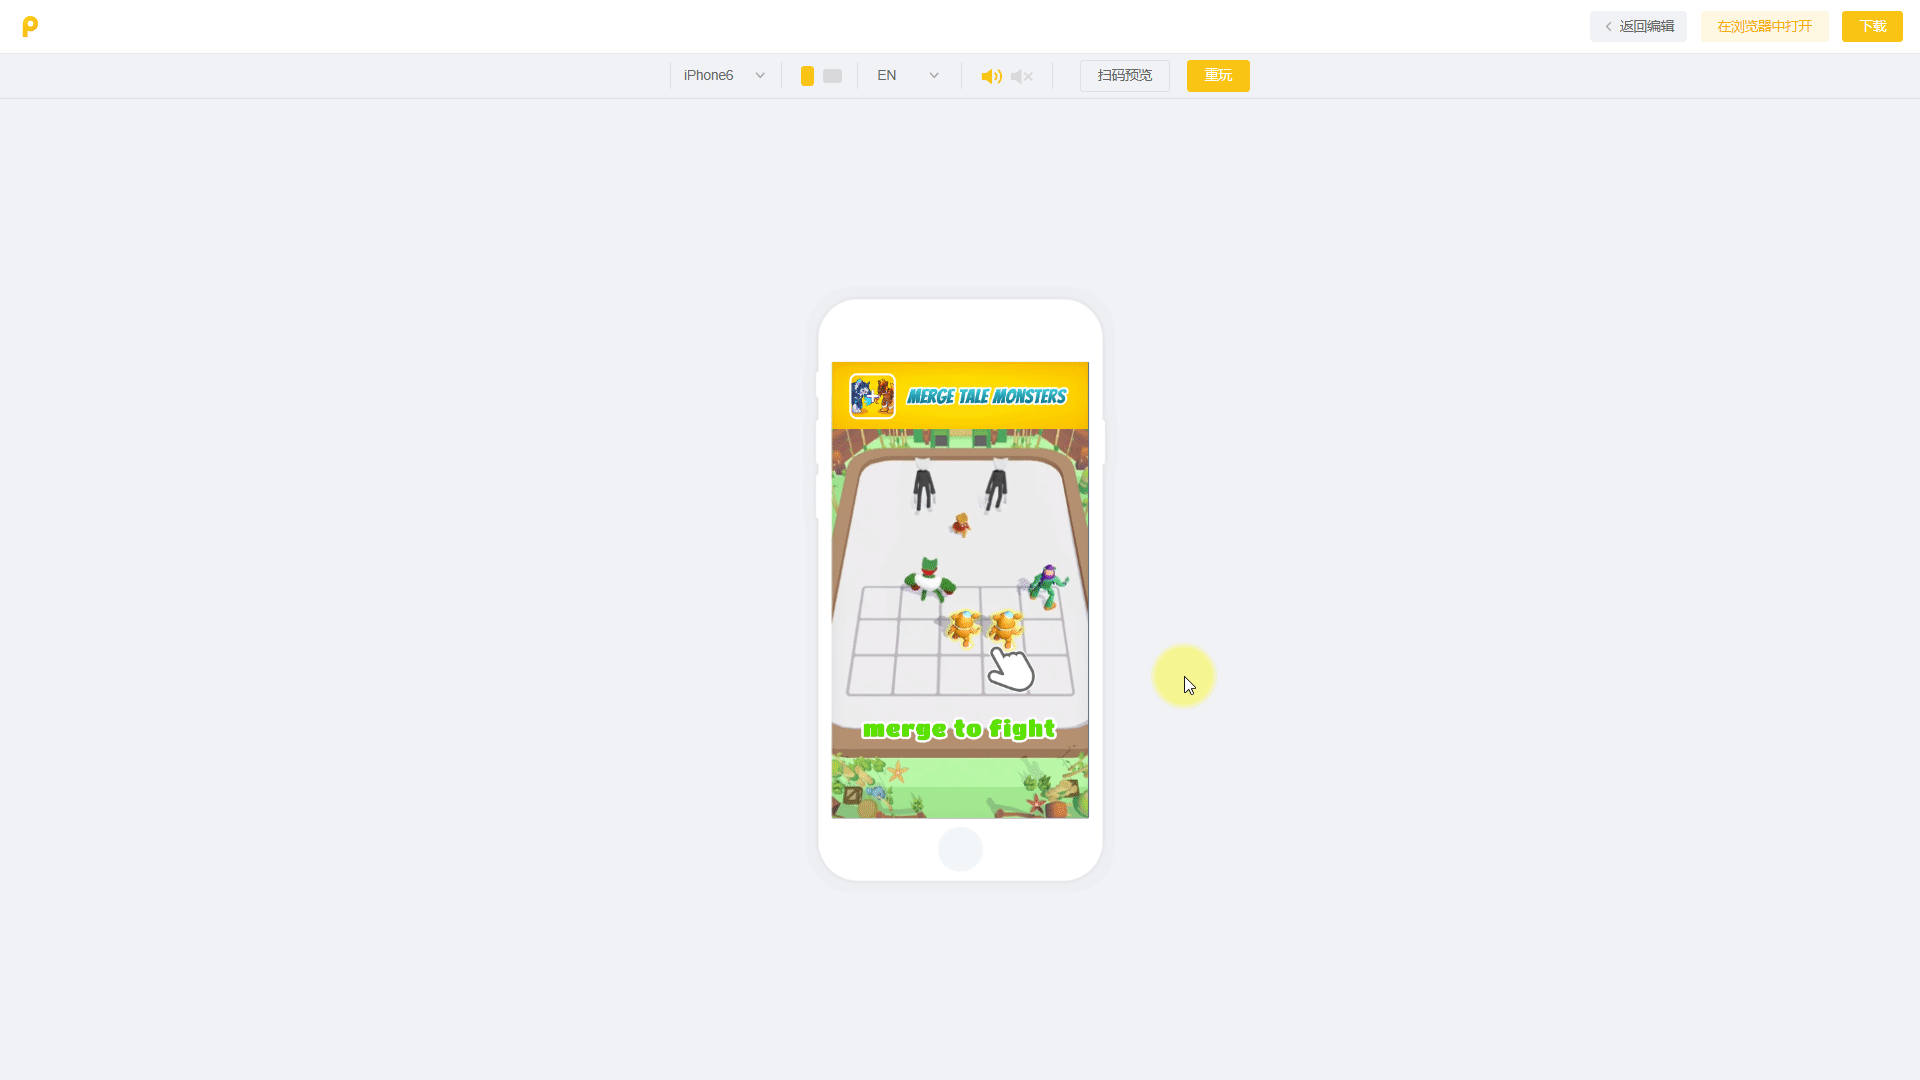 返回编辑
在浏览器中打开
下载
iPhone6
EN
扫码预览
重玩
MERGE TALE MONSTERS
merge to fight